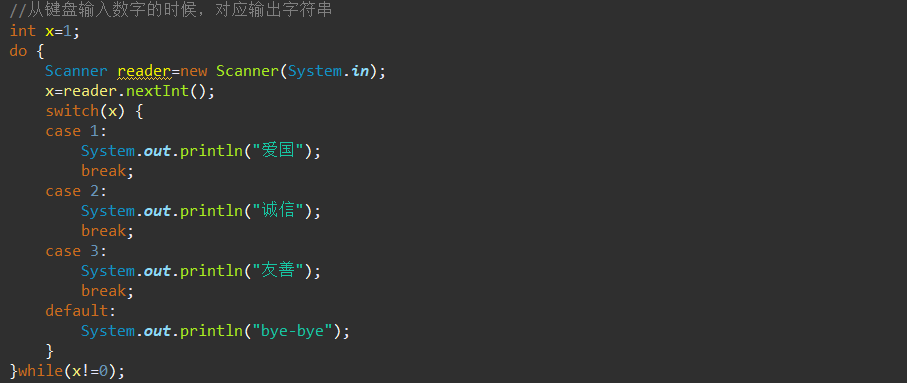 //从键盘输入数字的时候，对应输出字符串
int x=1;
do {
    Scanner reader=new Scanner(System.in);
    x=reader.nextInt();
    switch(x) {
    case 1:
        System.out.println("爱国");
        break;
    case 2:
        System.out.println("诚信");
        break;
    case 3:
        System.out.println("友善");
        break;
    default:
        System.out.println("bye-bye");
    }
}while(x!=0);